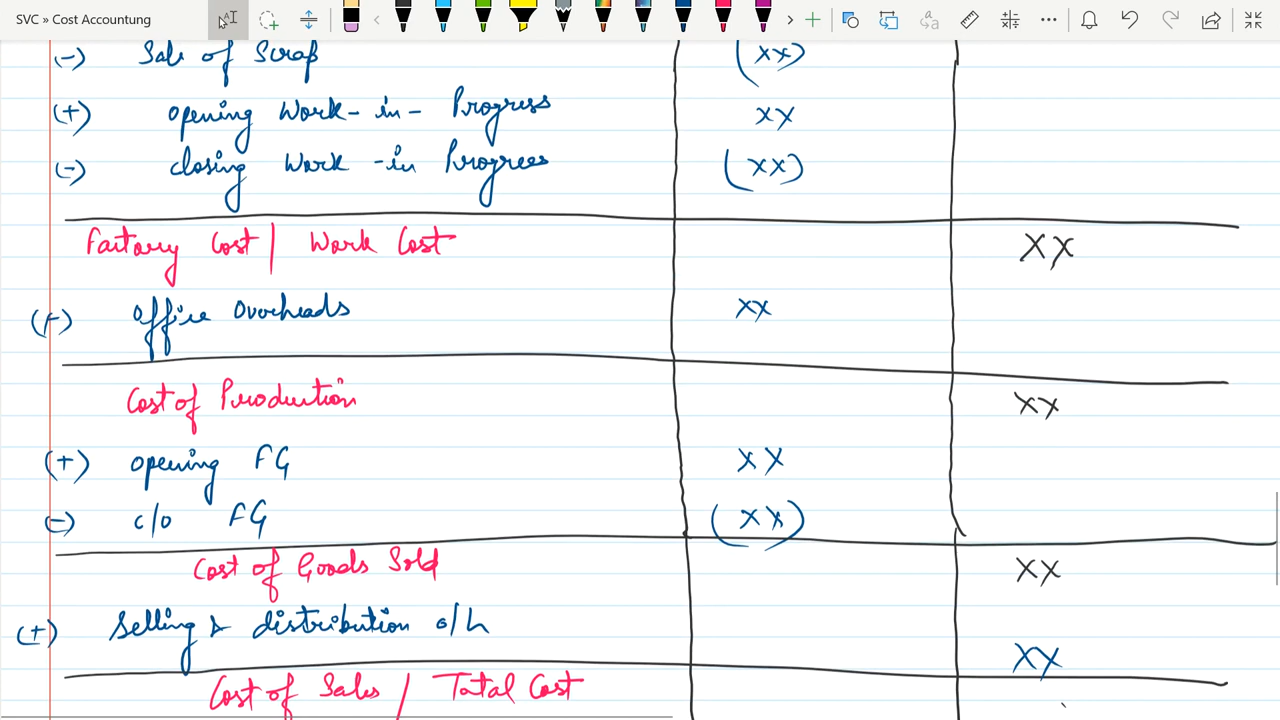 SVC » Cost Accountung
(-) Sale of Scrap (xx)
(+) opening Work-in-Progress xx
(-) closing Work-in Progress (xx)
Factory Cost | Work Cost XX
(+) office Overheads xx
Cost of Production XX
(+) opening FG XX
(-) c/o FG (XX)
Cost of Goods Sold XX
(+) Selling & distribution o/h XX
Cost of Sales / Total Cost